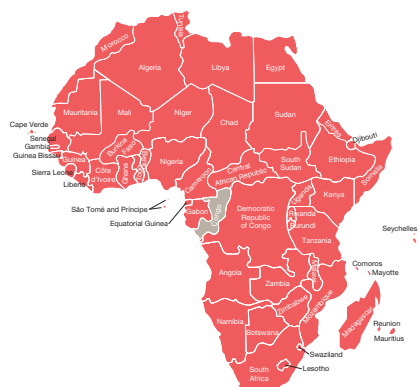 Tunisia
Morocco
Algeria
Libya
Egypt
Mauritania
Mali
Niger
Chad
Sudan
Eritrea
Djibouti
Cape Verde
Senegal
Gambia
Guinea Bissau
Guinea
Sierra Leone
Liberia
Côte
d'Ivoire
Burkina
Faso
Ghana
Nigeria
Cameroon
Central
African Republic
South
Sudan
Ethiopia
Somalia
São Tomé and Príncipe
Equatorial Guinea
Gabon
Congo
Democratic
Republic
of Congo
Uganda
Kenya
Rwanda
Burundi
Tanzania
Seychelles
Comoros
Mayotte
Angola
Zambia
Mozambique
Zimbabwe
Madagascar
Reunion
Mauritius
Namibia
Botswana
Swaziland
Lesotho
South
Africa